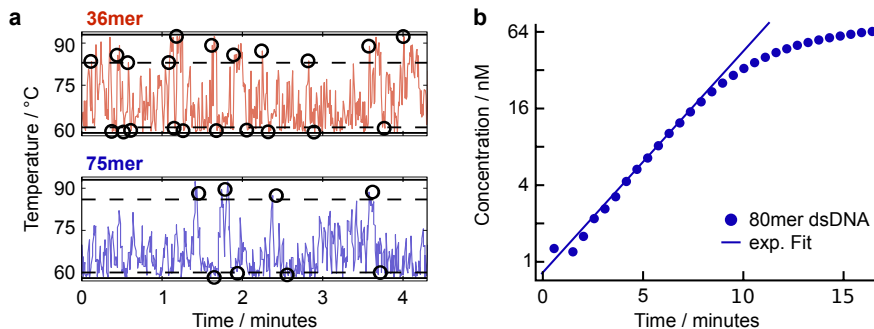 a
36mer
90
75
60
75mer
90
75
60
0
1
2
3
4
Temperature / °C
Time / minutes
b
64
16
4
1
0
5
10
15
Concentration / nM
80mer dsDNA
exp. Fit
Time / minutes